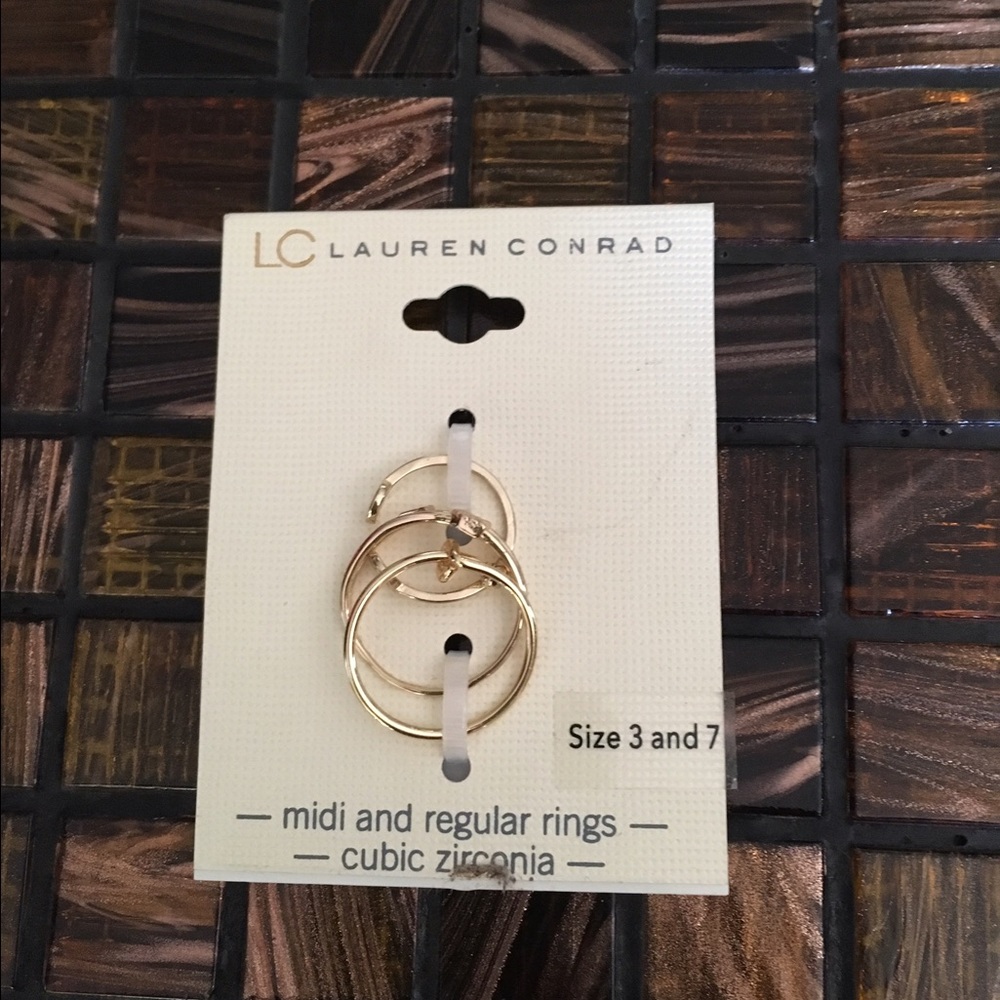 LC LAUREN CONRAD
Size 3 and 7
— midi and regular rings —
— cubic zirconia —